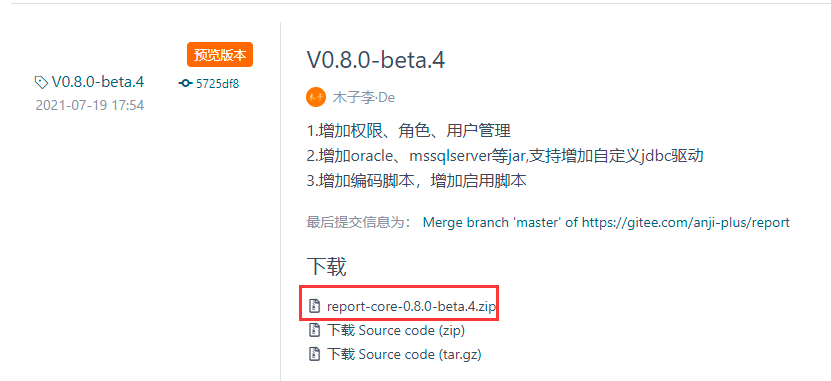 预览版本
V0.8.0-beta.4
5725df8
2021-07-19 17:54
V0.8.0-beta.4
木子 木子李·De
1.增加权限、角色、用户管理
2.增加oracle、mssqlserver等jar,支持增加自定义jdbc驱动
3.增加编码脚本，增加启用脚本
最后提交信息为： Merge branch 'master' of https://gitee.com/anji-plus/report
下载
report-core-0.8.0-beta.4.zip
下载 Source code (zip)
下载 Source code (tar.gz)